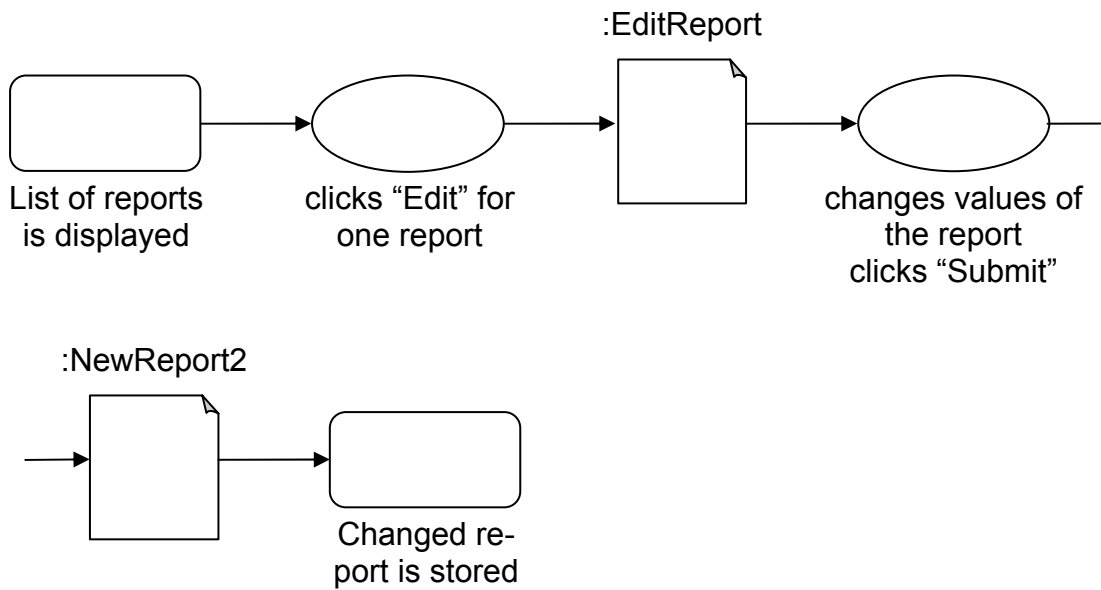 :EditReport
List of reports
is displayed
clicks “Edit” for
one report
changes values of
the report
clicks “Submit”
:NewReport2
Changed re-
port is stored